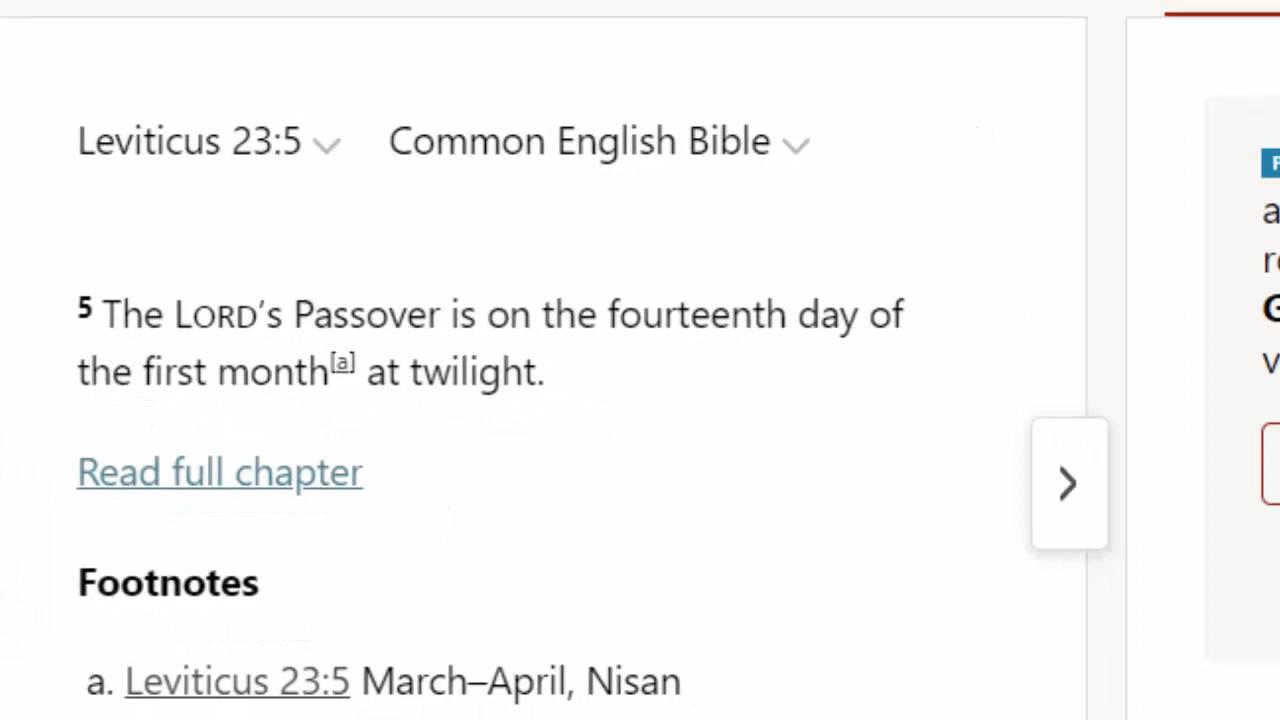 Leviticus 23:5 Common English Bible
5 The LORD's Passover is on the fourteenth day of
the first month[a] at twilight.
Read full chapter
Footnotes
a. Leviticus 23:5 March–April, Nisan